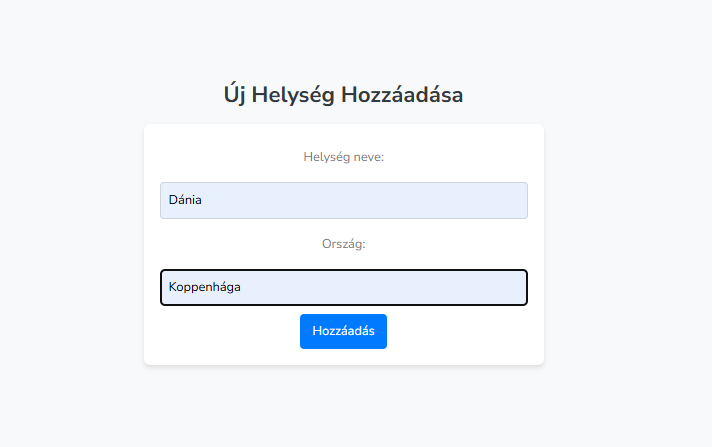 Új Helység Hozzáadása
Helység neve:
Dánia
Ország:
Koppenhága
Hozzáadás